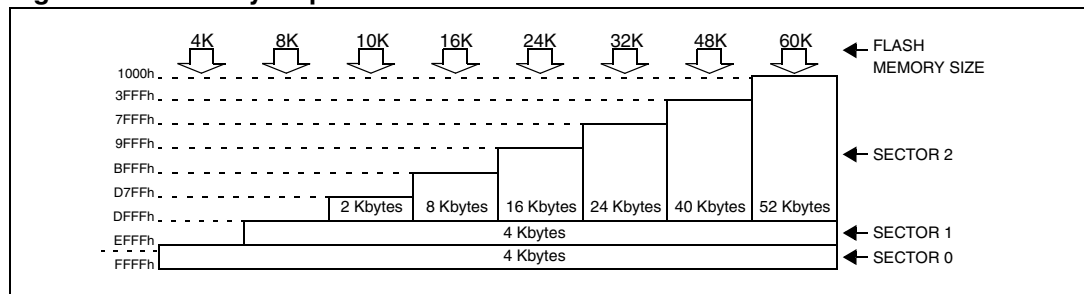 4K 8K 10K 16K 24K 32K 48K 60K FLASH
MEMORY SIZE
1000h
3FFFh
7FFFh
9FFFh
BFFFh SECTOR 2
D7FFh
2 Kbytes 8 Kbytes 16 Kbytes 24 Kbytes 40 Kbytes 52 Kbytes
DFFFh
4 Kbytes SECTOR 1
EFFFh
4 Kbytes SECTOR 0
FFFFh